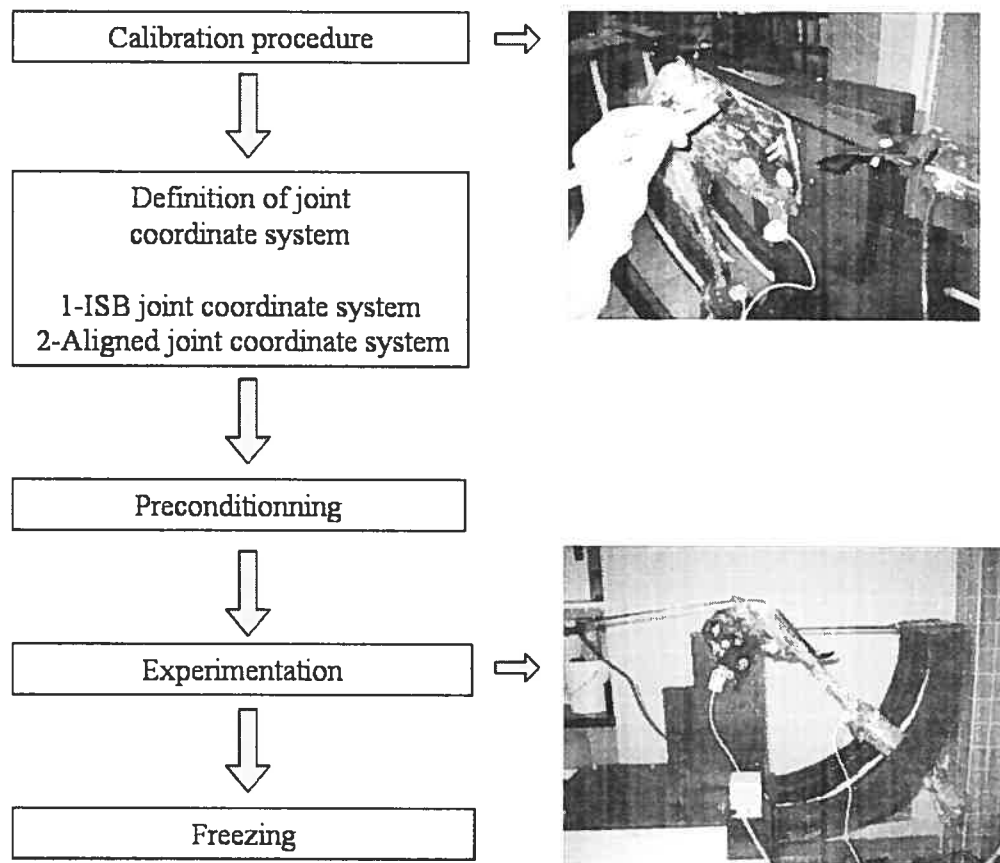 Calibration procedure
Definition of joint
coordinate system
1-ISB joint coordinate system
2-Aligned joint coordinate system
Preconditionning
Experimentation
Freezing